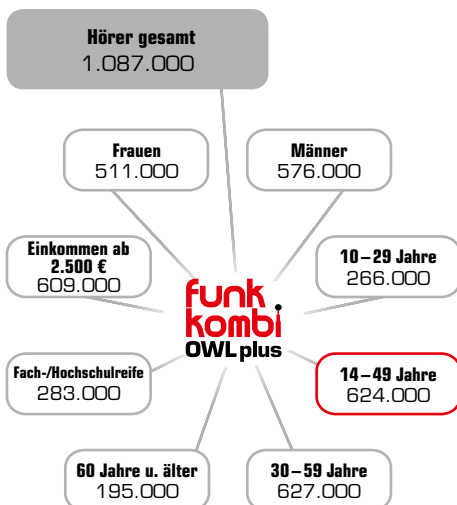 Hörer gesamt
1.087.000
Frauen
511.000
Männer
576.000
Einkommen ab
2.500 €
609.000
10–29 Jahre
266.000
funk
kombi
OWL plus
Fach-/Hochschulreife
283.000
14–49 Jahre
624.000
60 Jahre u. älter
195.000
30–59 Jahre
627.000